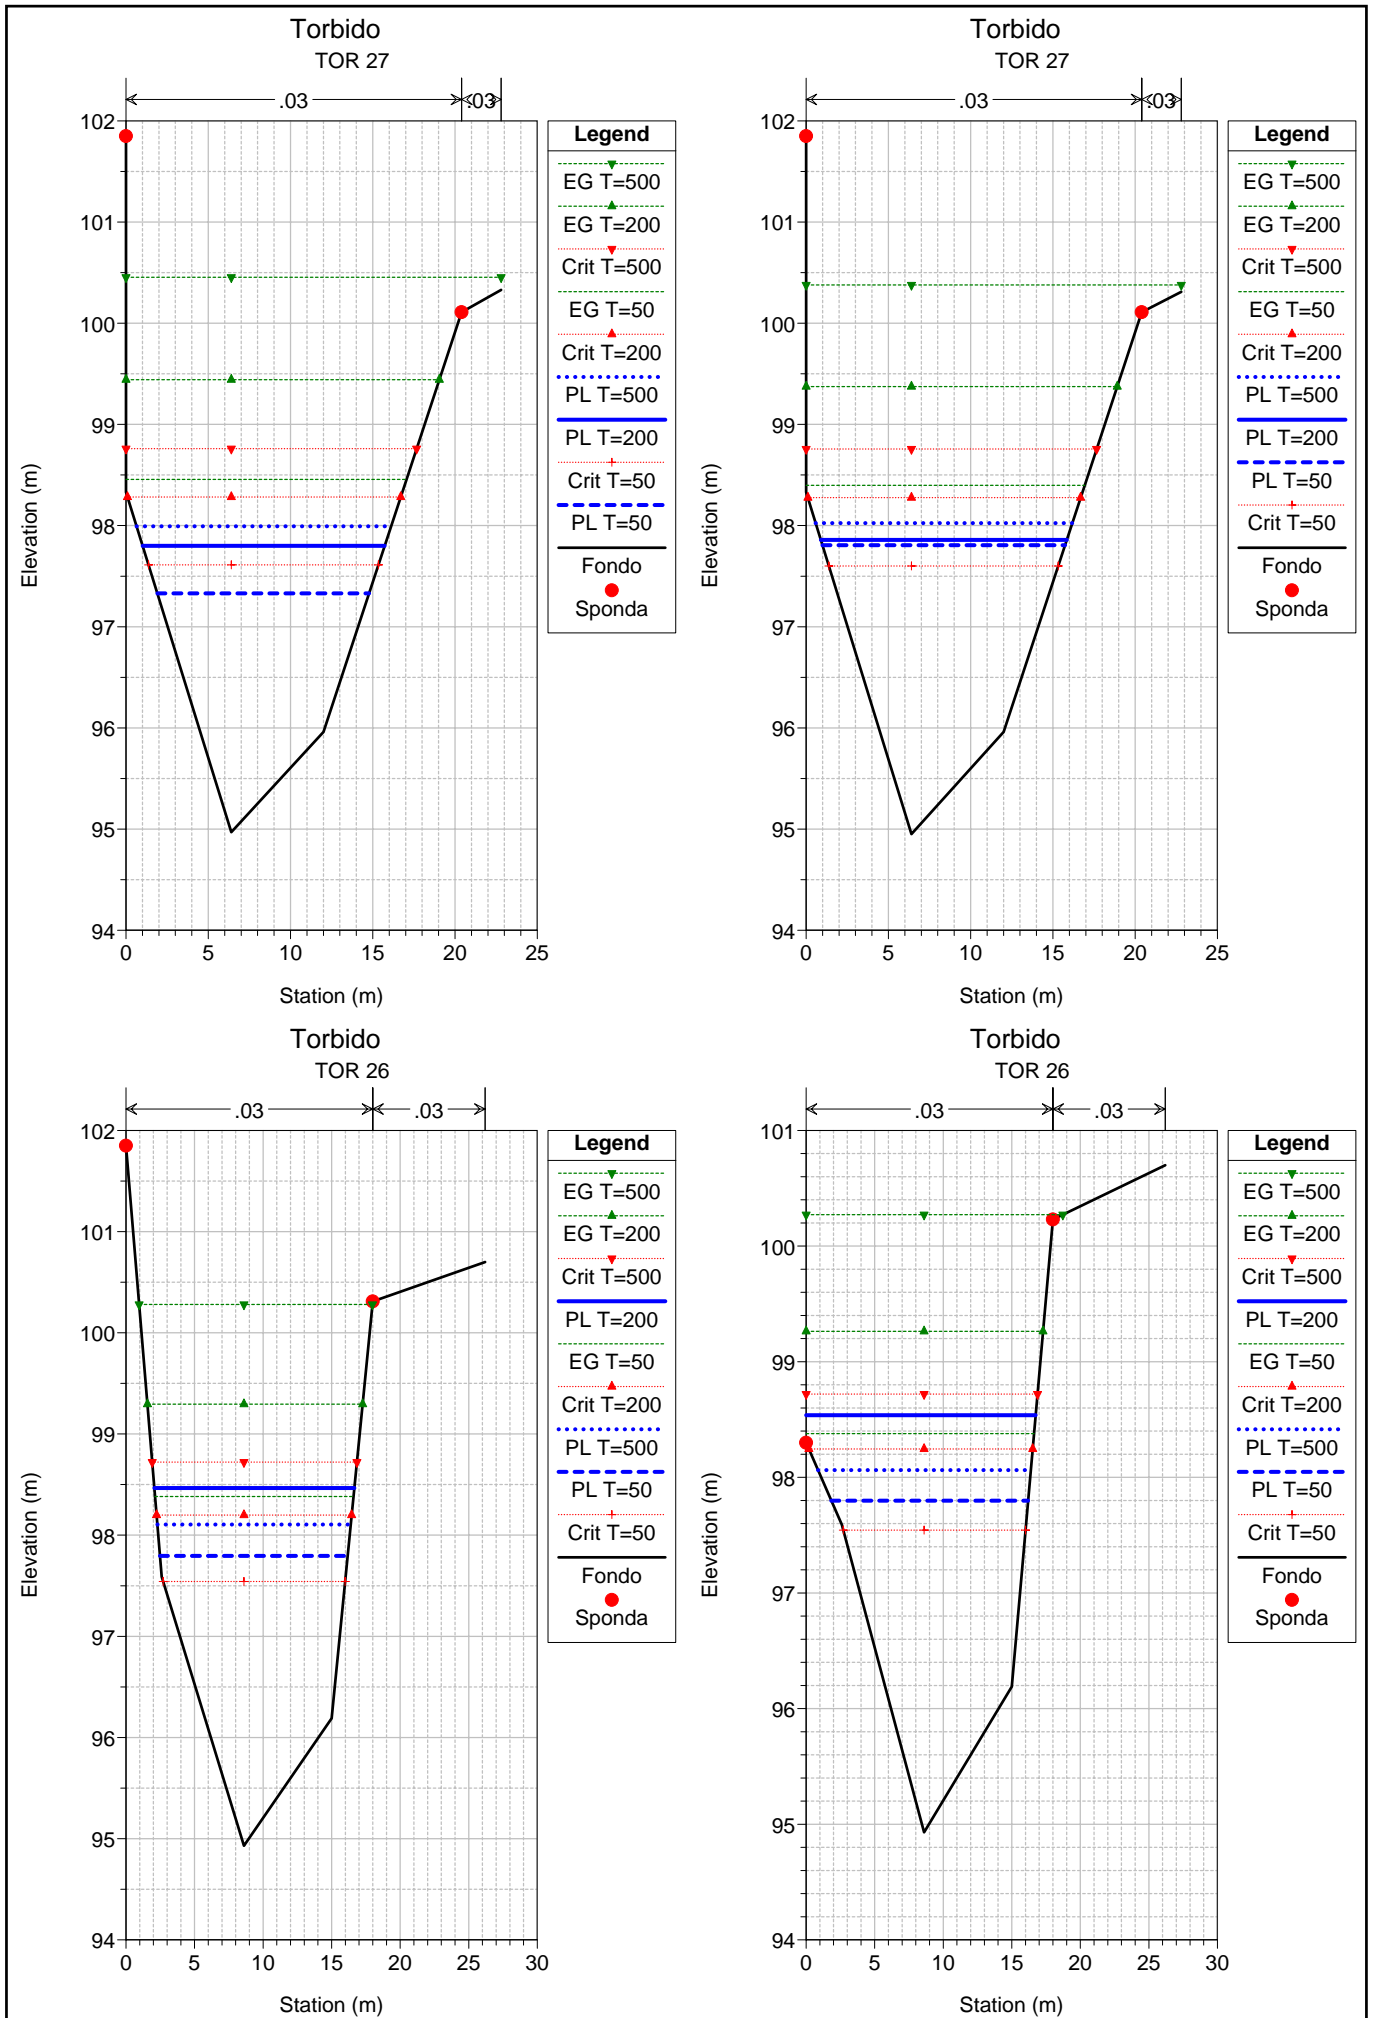 Torbido
TOR 27
.03
.03
102
101
100
99
98
97
96
95
94
0
5
10
15
20
25
Elevation (m)
Station (m)
Legend
EG T=500
EG T=200
Crit T=500
EG T=50
Crit T=200
PL T=500
PL T=200
Crit T=50
PL T=50
Fondo
Sponda
Torbido
TOR 27
.03
.03
102
101
100
99
98
97
96
95
94
0
5
10
15
20
25
Elevation (m)
Station (m)
Legend
EG T=500
EG T=200
Crit T=500
EG T=50
Crit T=200
PL T=500
PL T=200
PL T=50
Crit T=50
Fondo
Sponda
Torbido
TOR 26
.03
.03
102
101
100
99
98
97
96
95
94
0
5
10
15
20
25
30
Elevation (m)
Station (m)
Legend
EG T=500
EG T=200
Crit T=500
PL T=200
EG T=50
Crit T=200
PL T=500
PL T=50
Crit T=50
Fondo
Sponda
Torbido
TOR 26
.03
.03
101
100
99
98
97
96
95
94
0
5
10
15
20
25
30
Elevation (m)
Station (m)
Legend
EG T=500
EG T=200
Crit T=500
PL T=200
EG T=50
Crit T=200
PL T=500
PL T=50
Crit T=50
Fondo
Sponda